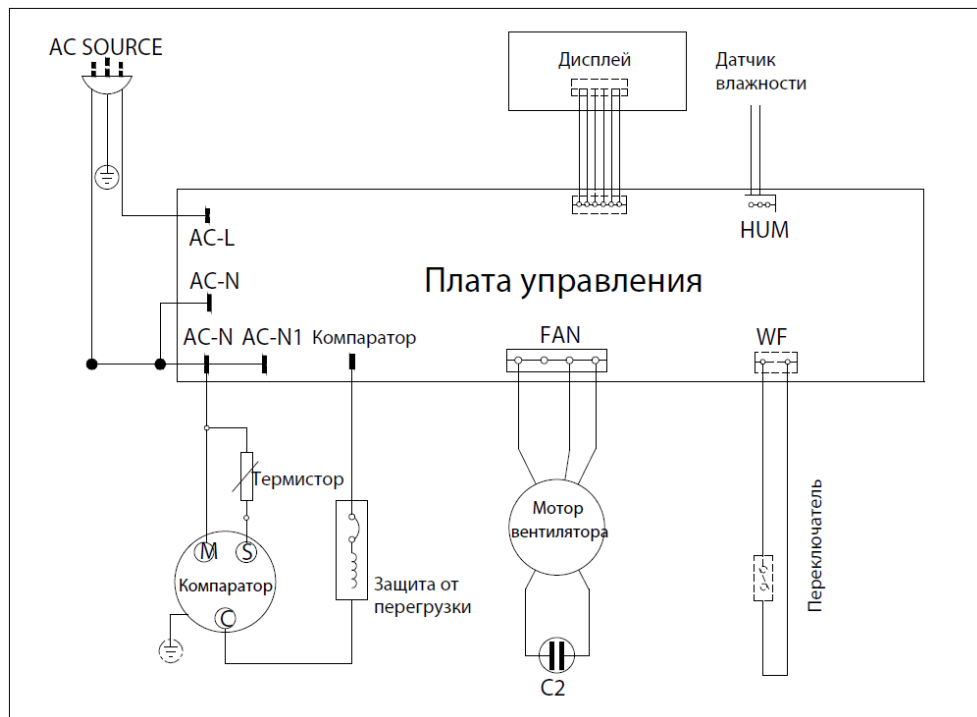 AC SOURCE
Дисплей
Датчик
влажности
AC-L
HUM
AC-N
Плата управления
AC-N
AC-N1
Компаратор
FAN
WF
Термистор
M
S
Компаратор
C
Защита от
перегрузки
Мотор
вентилятора
C2
Переключатель